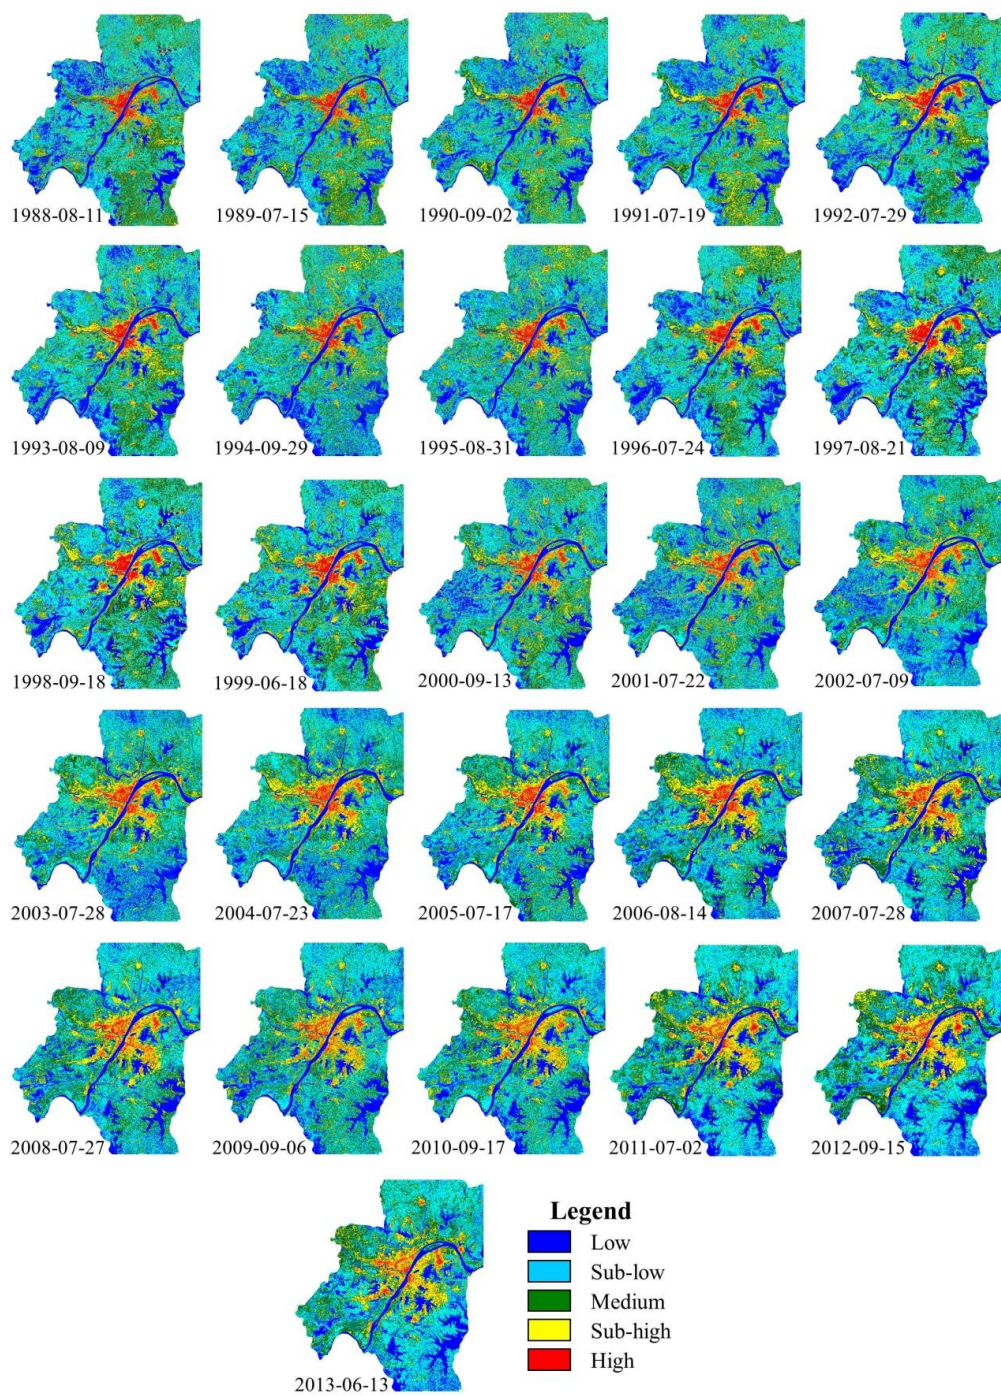 1988-08-11 1989-07-15 1990-09-02 1991-07-19 1992-07-29
1993-08-09 1994-09-29 1995-08-31 1996-07-24 1997-08-21
1998-09-18 1999-06-18 2000-09-13 2001-07-22 2002-07-09
2003-07-28 2004-07-23 2005-07-17 2006-08-14 2007-07-28
2008-07-27 2009-09-06 2010-09-17 2011-07-02 2012-09-15
2013-06-13
Legend
Low
Sub-low
Medium
Sub-high
High